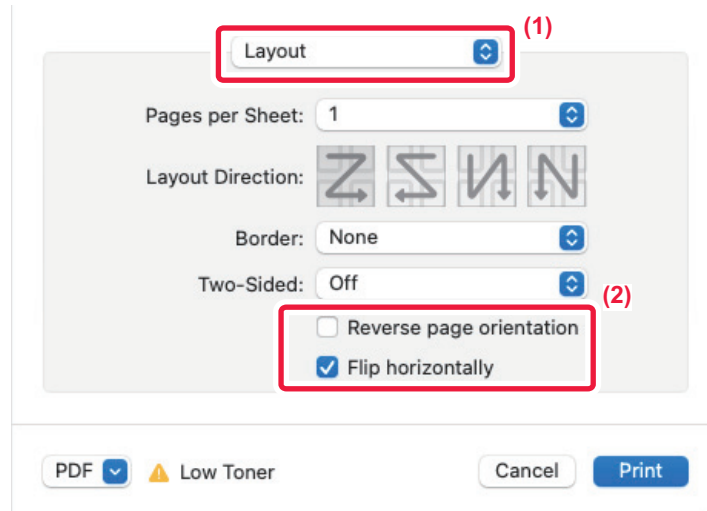 (1)
Layout
Pages per Sheet: 1
Layout Direction:
Border: None
Two-Sided: Off
(2)
Reverse page orientation
Flip horizontally
PDF Low Toner Cancel Print